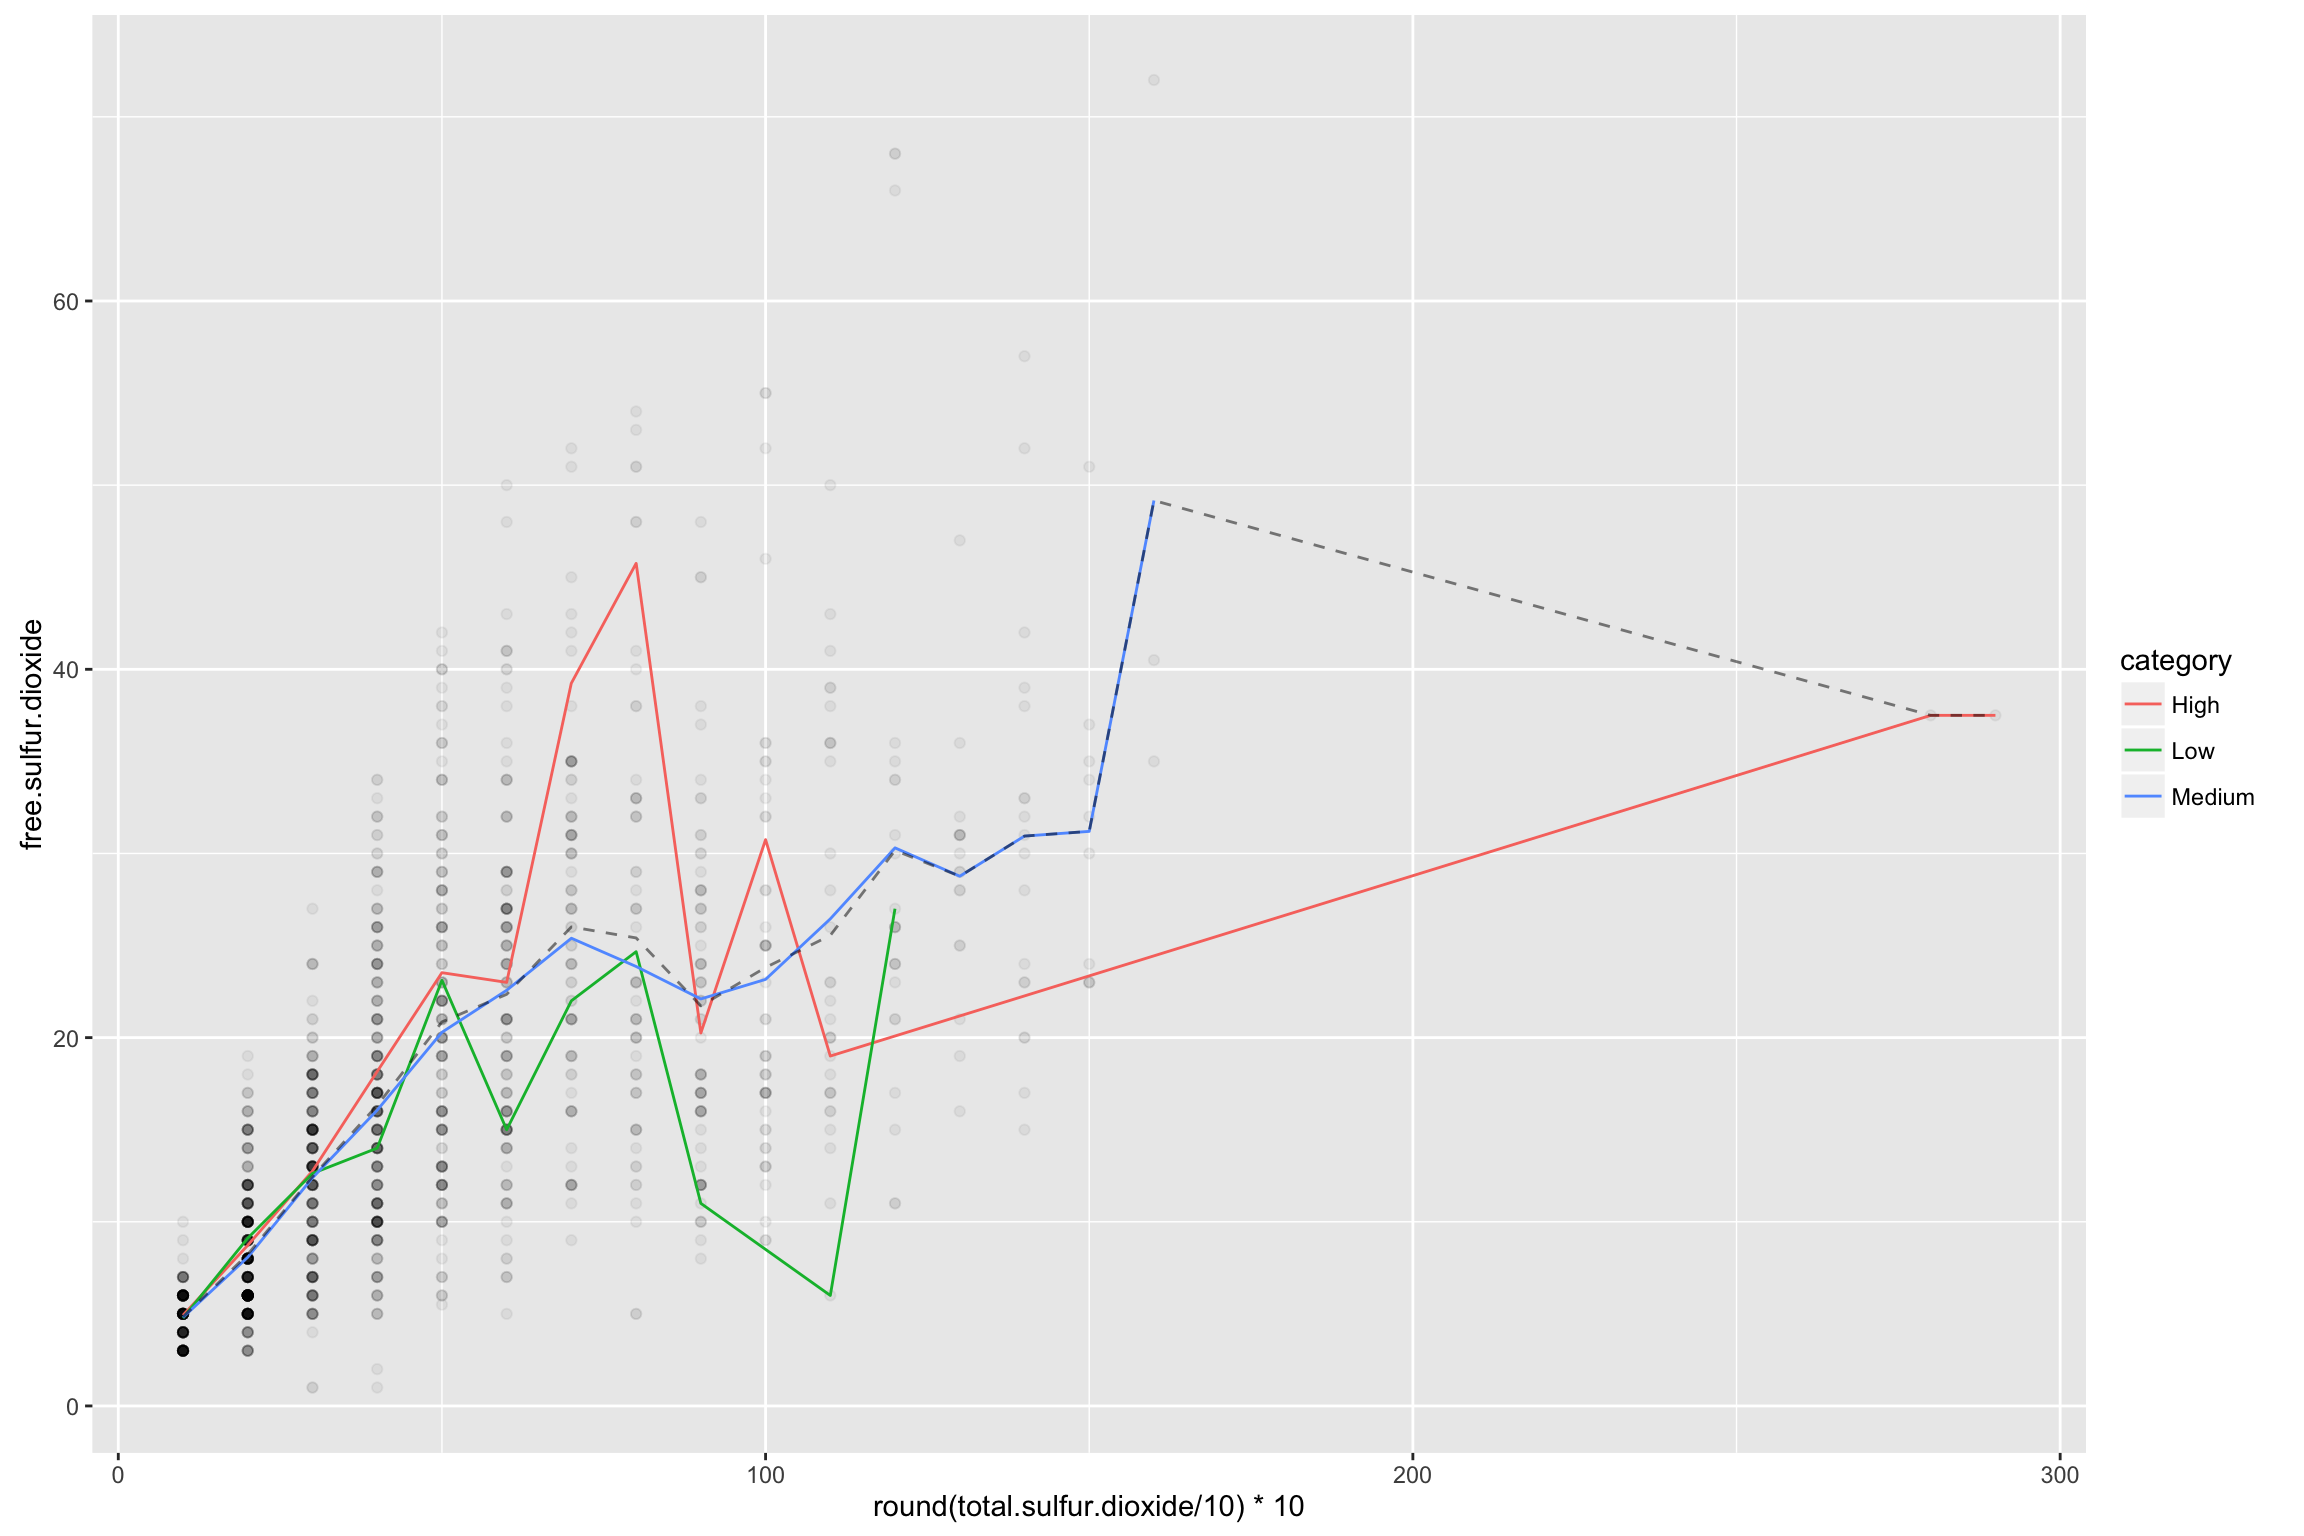 60
40
20
0
free.sulfur.dioxide
0
100
200
300
round(total.sulfur.dioxide/10) * 10
category
High
Low
Medium